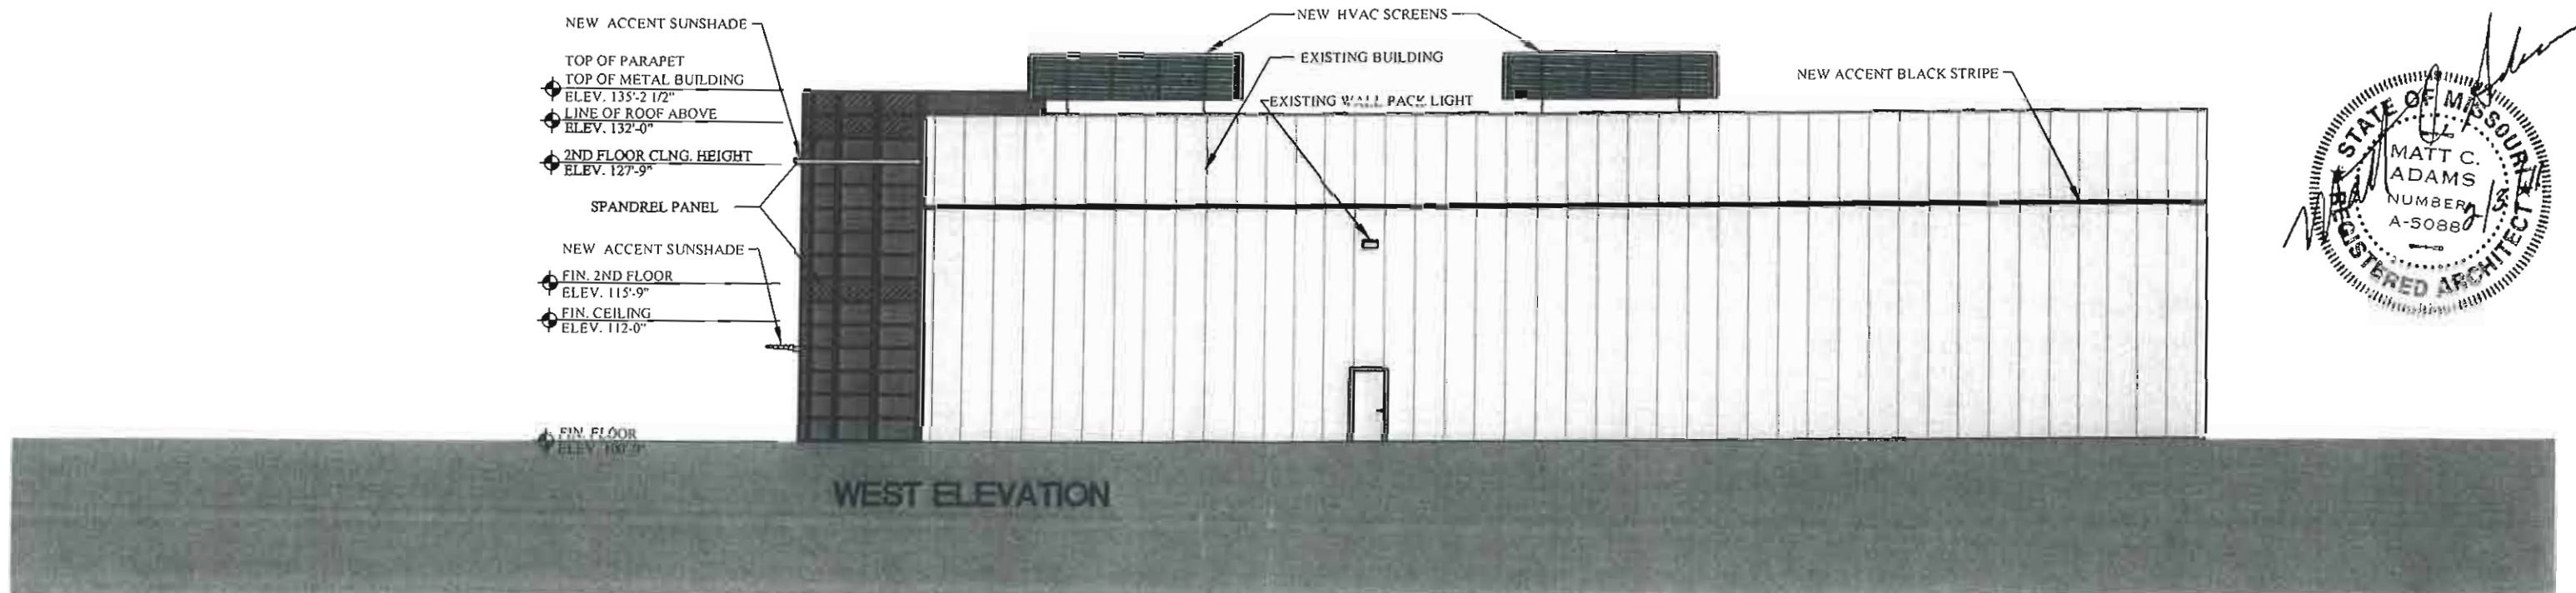 NEW ACCENT SUNSHADE
TOP OF PARAPET
TOP OF METAL BUILDING
ELEV. 135'-2 1/2"
LINE OF ROOF ABOVE
ELEV. 132'-0"
2ND FLOOR CLNG. HEIGHT
ELEV. 127'-9"
SPANDREL PANEL
NEW ACCENT SUNSHADE
FIN. 2ND FLOOR
ELEV. 115'-9"
FIN. CEILING
ELEV. 112-0"
FIN. FLOOR
NEW HVAC SCREENS
EXISTING BUILDING
EXISTING WALL PACK LIGHT
NEW ACCENT BLACK STRIPE
STATE OF MISSOURI
MATT C.
ADAMS
NUMBER
A-5088
REGISTERED ARCHITECT
WEST ELEVATION